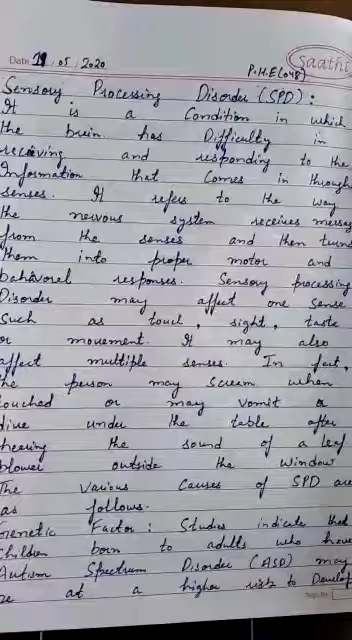 Date 19 / 05 / 2020
saathi
P.H.E (048)
Sensory Processing Disorder (SPD) :
It is a Condition in which
the brain has Difficulty in
recieving and responding to the
Information that Comes in through
senses. It refers to the way
the nervous system receives messag
from the senses and then turns
them into proper motor and
behavioral responses. Sensory processing
Disorder may affect one Sense
Such as touch, sight, taste
or movement. It may also
affect multiple senses. In fact,
the person may scream when
touched or may vomit or
dive under the table after
hearing the sound of a leaf
blower outside the window
The Various Causes of SPD are
as follows.
Genetic Factor : Studies indicate that
Children born to adults who have
Autism Spectrum Disorder (ASD) may
be at a higher risk to Develop